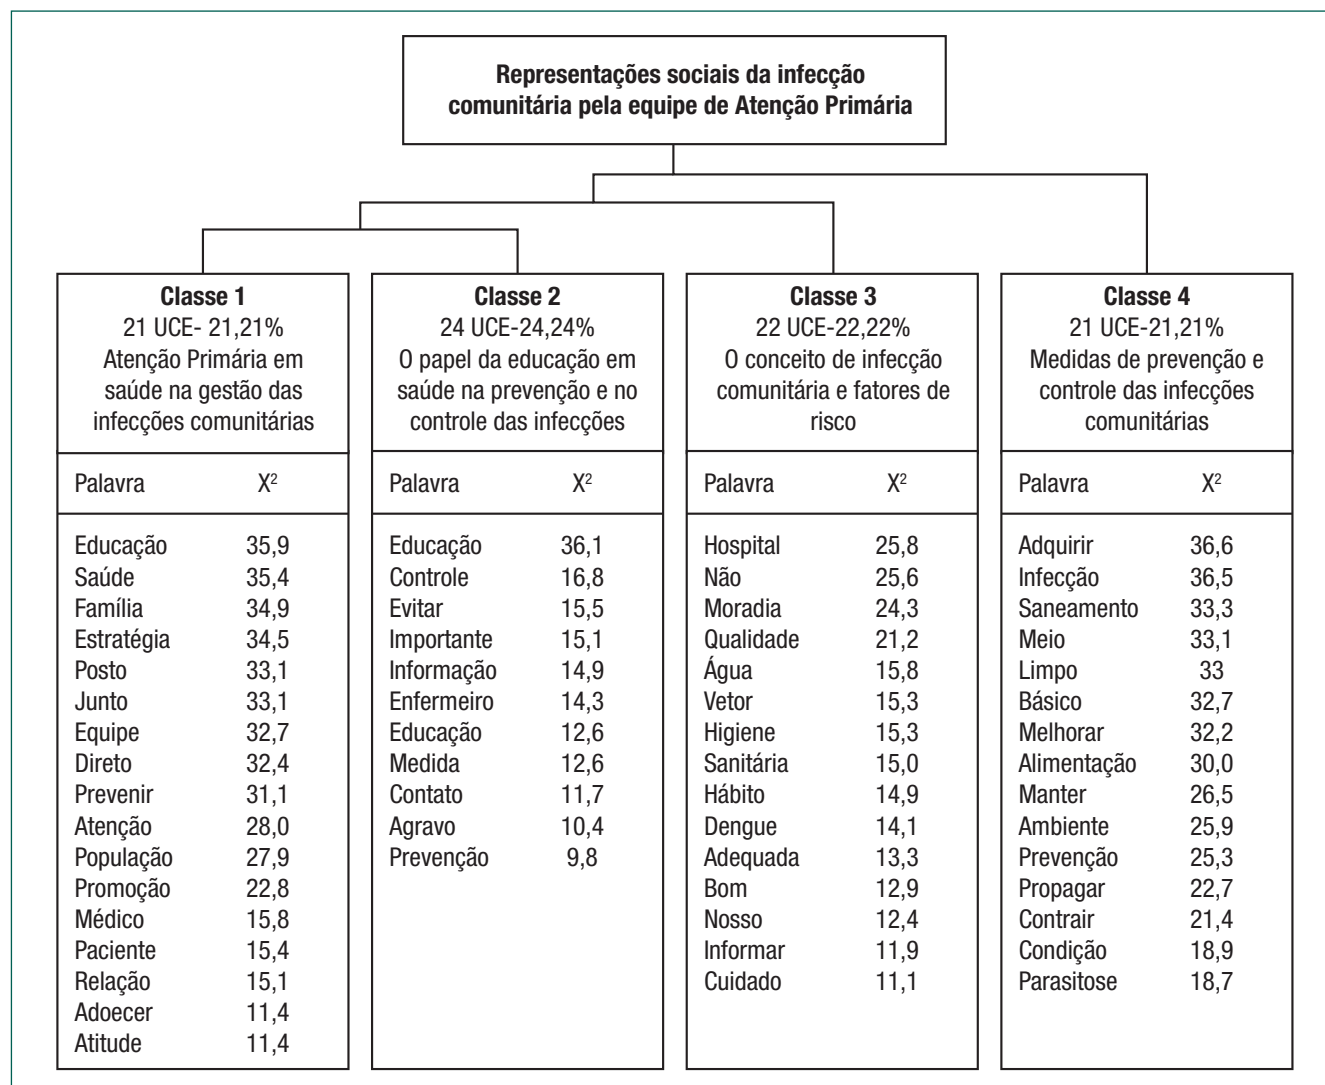 Representações sociais da infecção
comunitária pela equipe de Atenção Primária
Classe 1
21 UCE- 21,21%
Atenção Primária em
saúde na gestão das
infecções comunitárias
Palavra X²
Educação 35,9
Saúde 35,4
Família 34,9
Estratégia 34,5
Posto 33,1
Junto 33,1
Equipe 32,7
Direto 32,4
Prevenir 31,1
Atenção 28,0
População 27,9
Promoção 22,8
Médico 15,8
Paciente 15,4
Relação 15,1
Adoecer 11,4
Atitude 11,4
Classe 2
24 UCE-24,24%
O papel da educação em
saúde na prevenção e no
controle das infecções
Palavra X²
Educação 36,1
Controle 16,8
Evitar 15,5
Importante 15,1
Informação 14,9
Enfermeiro 14,3
Educação 12,6
Medida 12,6
Contato 11,7
Agravo 10,4
Prevenção 9,8
Classe 3
22 UCE-22,22%
O conceito de infecção
comunitária e fatores de
risco
Palavra X²
Hospital 25,8
Não 25,6
Moradia 24,3
Qualidade 21,2
Água 15,8
Vetor 15,3
Higiene 15,3
Sanitária 15,0
Hábito 14,9
Dengue 14,1
Adequada 13,3
Bom 12,9
Nosso 12,4
Informar 11,9
Cuidado 11,1
Classe 4
21 UCE-21,21%
Medidas de prevenção e
controle das infecções
comunitárias
Palavra X²
Adquirir 36,6
Infecção 36,5
Saneamento 33,3
Meio 33,1
Limpo 33
Básico 32,7
Melhorar 32,2
Alimentação 30,0
Manter 26,5
Ambiente 25,9
Prevenção 25,3
Propagar 22,7
Contrair 21,4
Condição 18,9
Parasitose 18,7